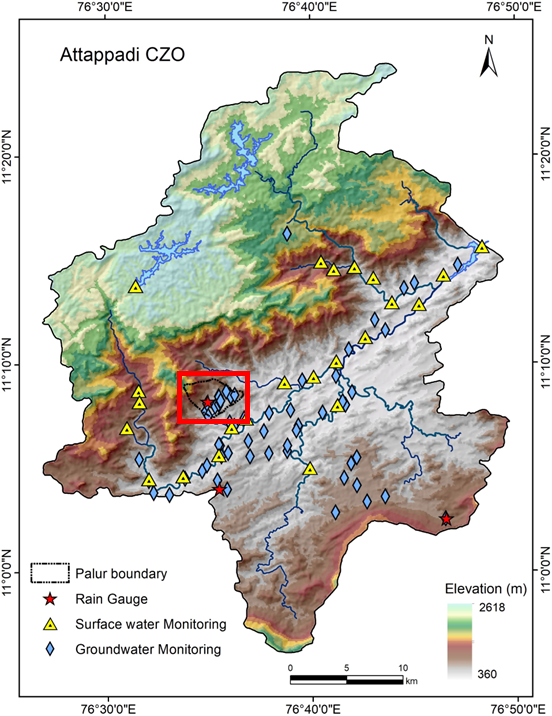 76°30'0"E 76°40'0"E 76°50'0"E
Attappadi CZO
N
11°20'0"N 11°20'0"N
11°10'0"N 11°10'0"N
11°0'0"N 11°0'0"N
Palur boundary
Rain Gauge
Surface water Monitoring
Groundwater Monitoring
Elevation (m)
2618
360
0 5 10
km
76°30'0"E 76°40'0"E 76°50'0"E